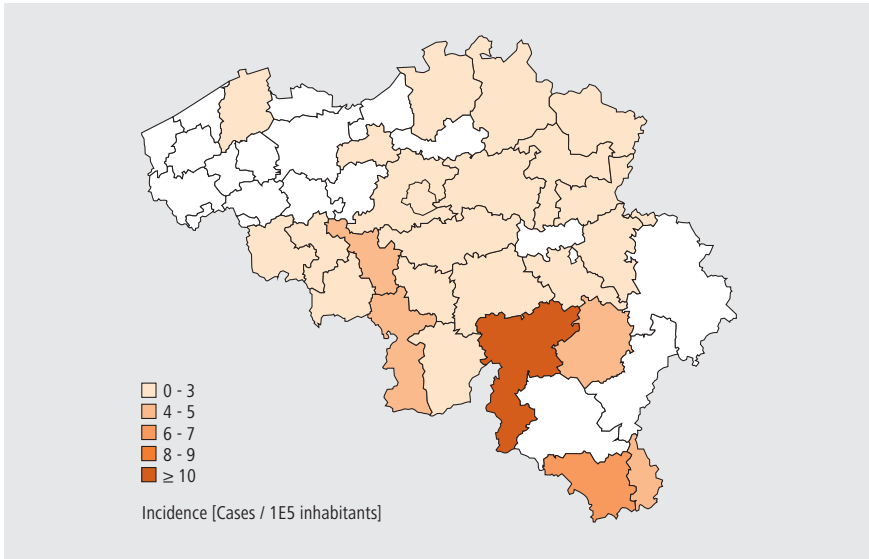 0 - 3
4 - 5
6 - 7
8 - 9
≥ 10
Incidence [Cases / 1E5 inhabitants]